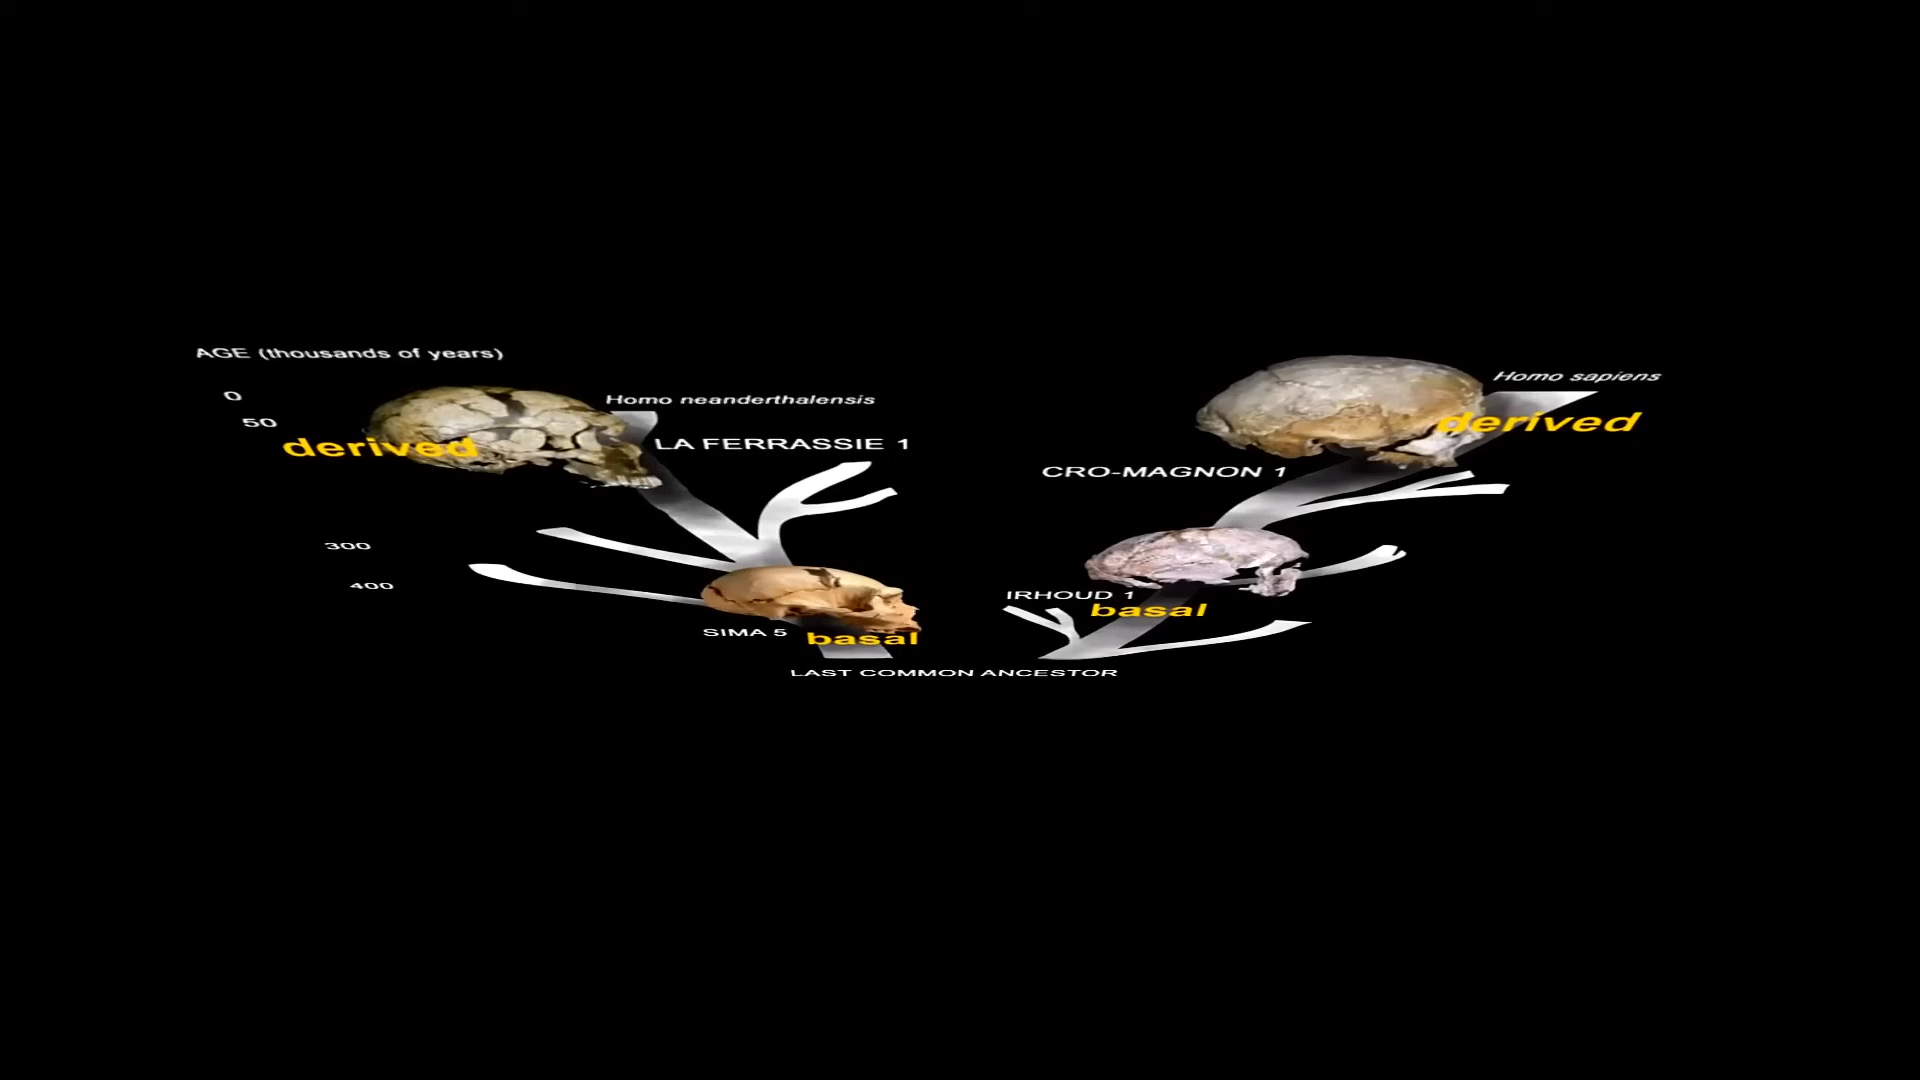 AGE (thousands of years)
0
50
derived
Homo neanderthalensis
LA FERRASSIE 1
Homo sapiens
derived
CRO-MAGNON 1
300
400
SIMA 5
basal
IRHOUD 1
basal
LAST COMMON ANCESTOR